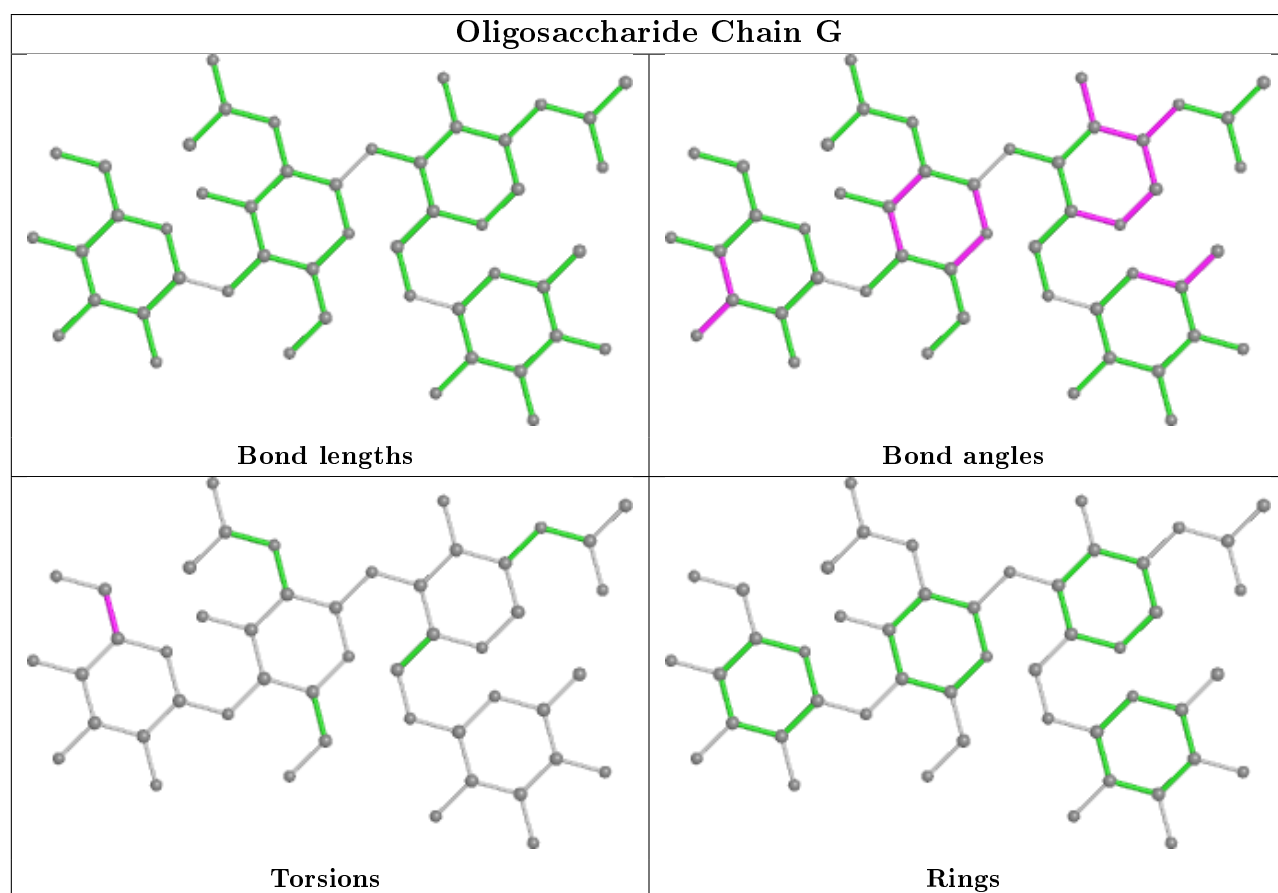 Oligosaccharide Chain G
Bond lengths
Bond angles
Torsions
Rings